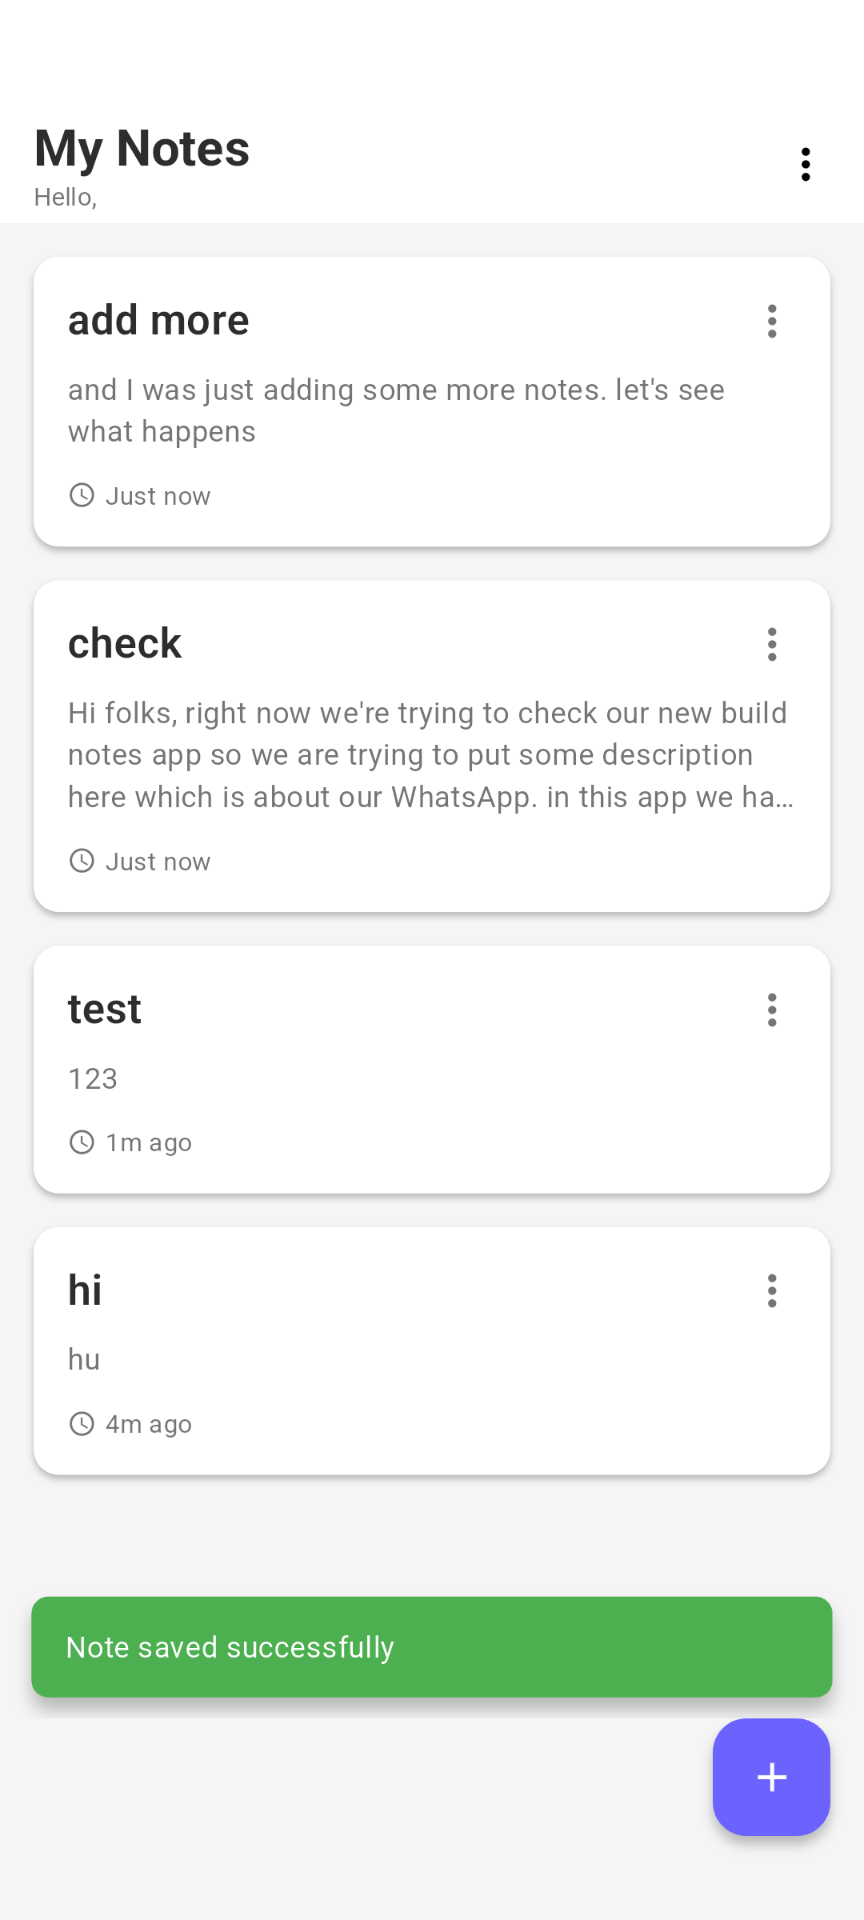 My Notes
Hello,
add more
and I was just adding some more notes. let's see
what happens
Just now
check
Hi folks, right now we're trying to check our new build
notes app so we are trying to put some description
here which is about our WhatsApp. in this app we ha...
Just now
test
123
1m ago
hi
hu
4m ago
Note saved successfully